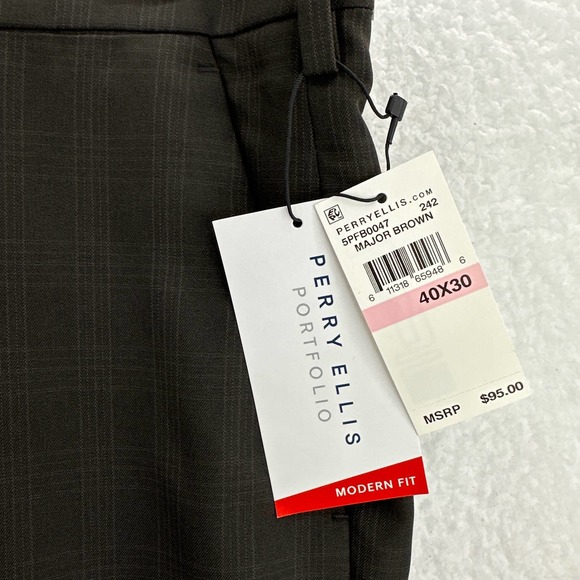 PERRY ELLIS
PORTFOLIO
MODERN FIT
PERRYELLIS.COM
5PFB0047 242
MAJOR BROWN
6 11318 65948 6
40X30
MSRP $95.00